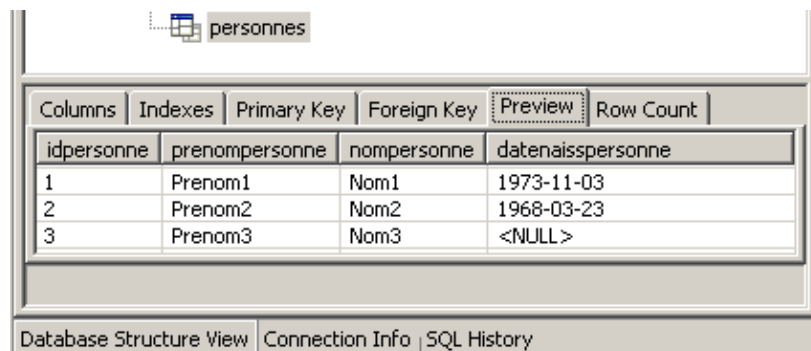 personnes
Columns Indexes Primary Key Foreign Key Preview Row Count
idpersonne prenompersonne nompersonne datenaisspersonne
1 Prenom1 Nom1 1973-11-03
2 Prenom2 Nom2 1968-03-23
3 Prenom3 Nom3 <NULL>
Database Structure View Connection Info SQL History